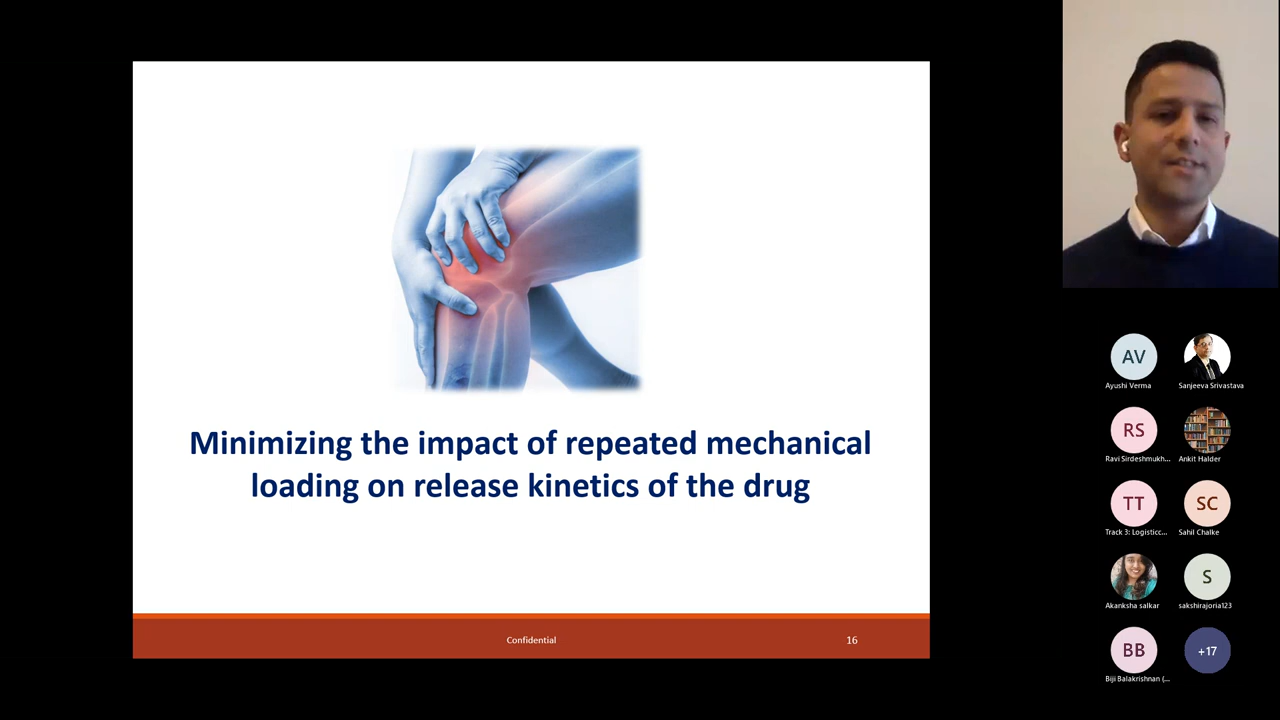 Minimizing the impact of repeated mechanical
loading on release kinetics of the drug
Confidential
16
AV
Ayushi Verma
Sanjeeva Srivastava
RS
Ravi Sirdeshmukh...
Ankit Halder
TT
Track 3: Logisticc...
SC
Sahil Chalke
Akanksha salkar
S
sakshirajoria123
BB
Biji Balakrishnan (...
+17